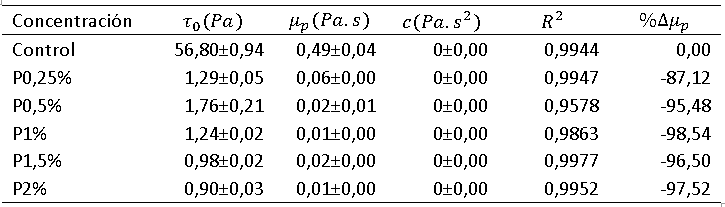 Concentración τ₀(Pa) μₚ(Pa.s) c(Pa.s²) R² %Δμₚ
Control 56,80±0,94 0,49±0,04 0±0,00 0,9944 0,00
P0,25% 1,29±0,05 0,06±0,00 0±0,00 0,9947 -87,12
P0,5% 1,76±0,21 0,02±0,01 0±0,00 0,9578 -95,48
P1% 1,24±0,02 0,01±0,00 0±0,00 0,9863 -98,54
P1,5% 0,98±0,02 0,02±0,00 0±0,00 0,9977 -96,50
P2% 0,90±0,03 0,01±0,00 0±0,00 0,9952 -97,52